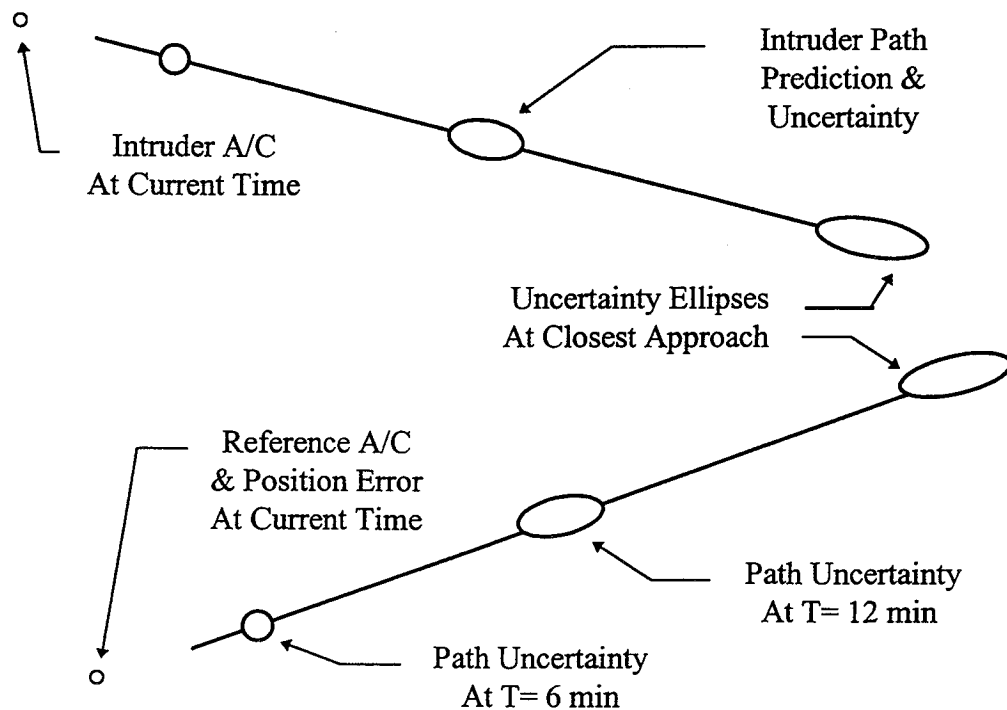 Intruder Path
Prediction &
Uncertainty
Intruder A/C
At Current Time
Uncertainty Ellipses
At Closest Approach
Reference A/C
& Position Error
At Current Time
Path Uncertainty
At T= 12 min
Path Uncertainty
At T= 6 min